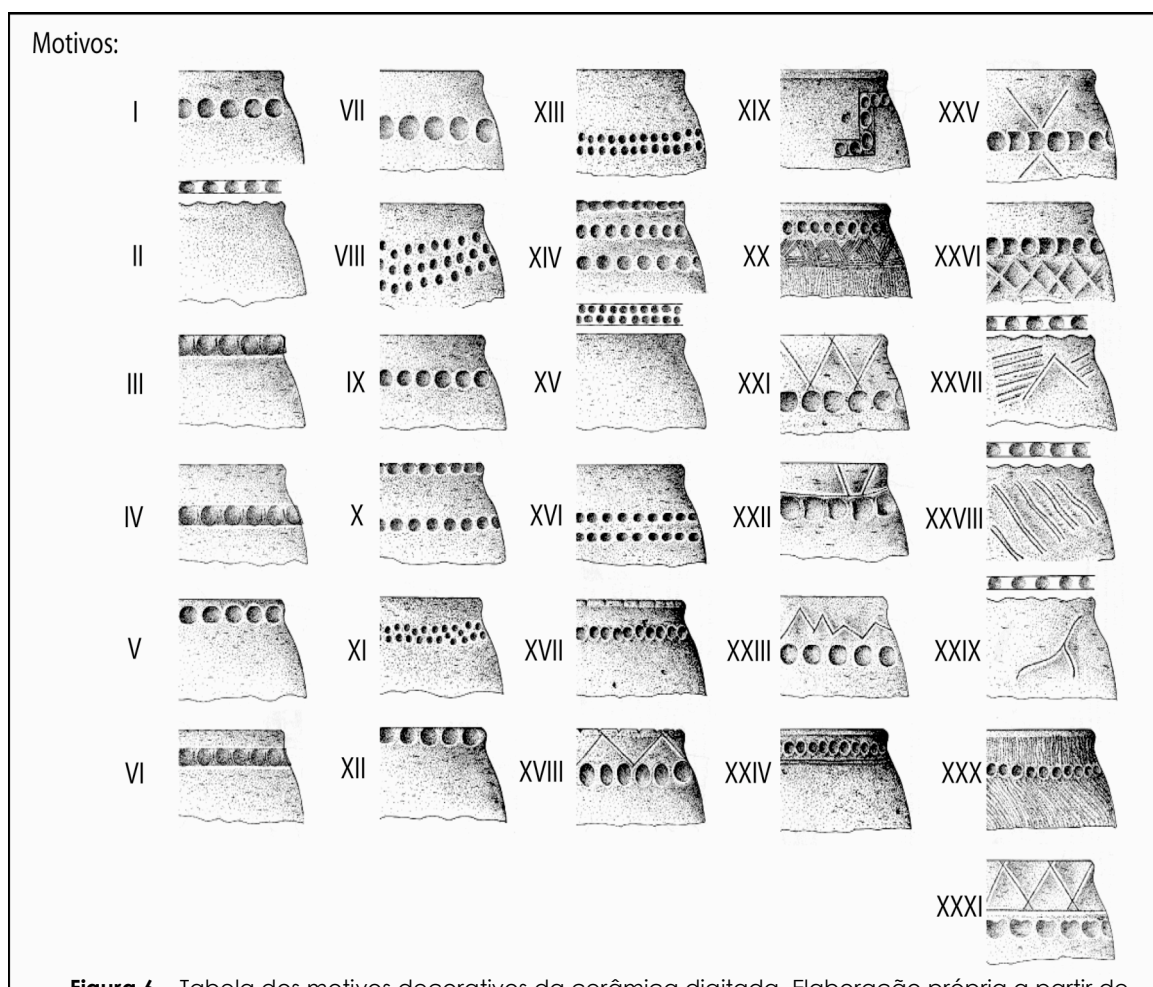 Motivos:
I VII XIII XIX XXV
II VIII XIV XX XXVI
III IX XV XXI XXVII
IV X XVI XXII XXVIII
V XI XVII XXIII XXIX
VI XII XVIII XXIV XXX
XXXI
Figura 6 Tabela dos motivos decorativos da cerâmica digitada. Elaboração própria a partir de